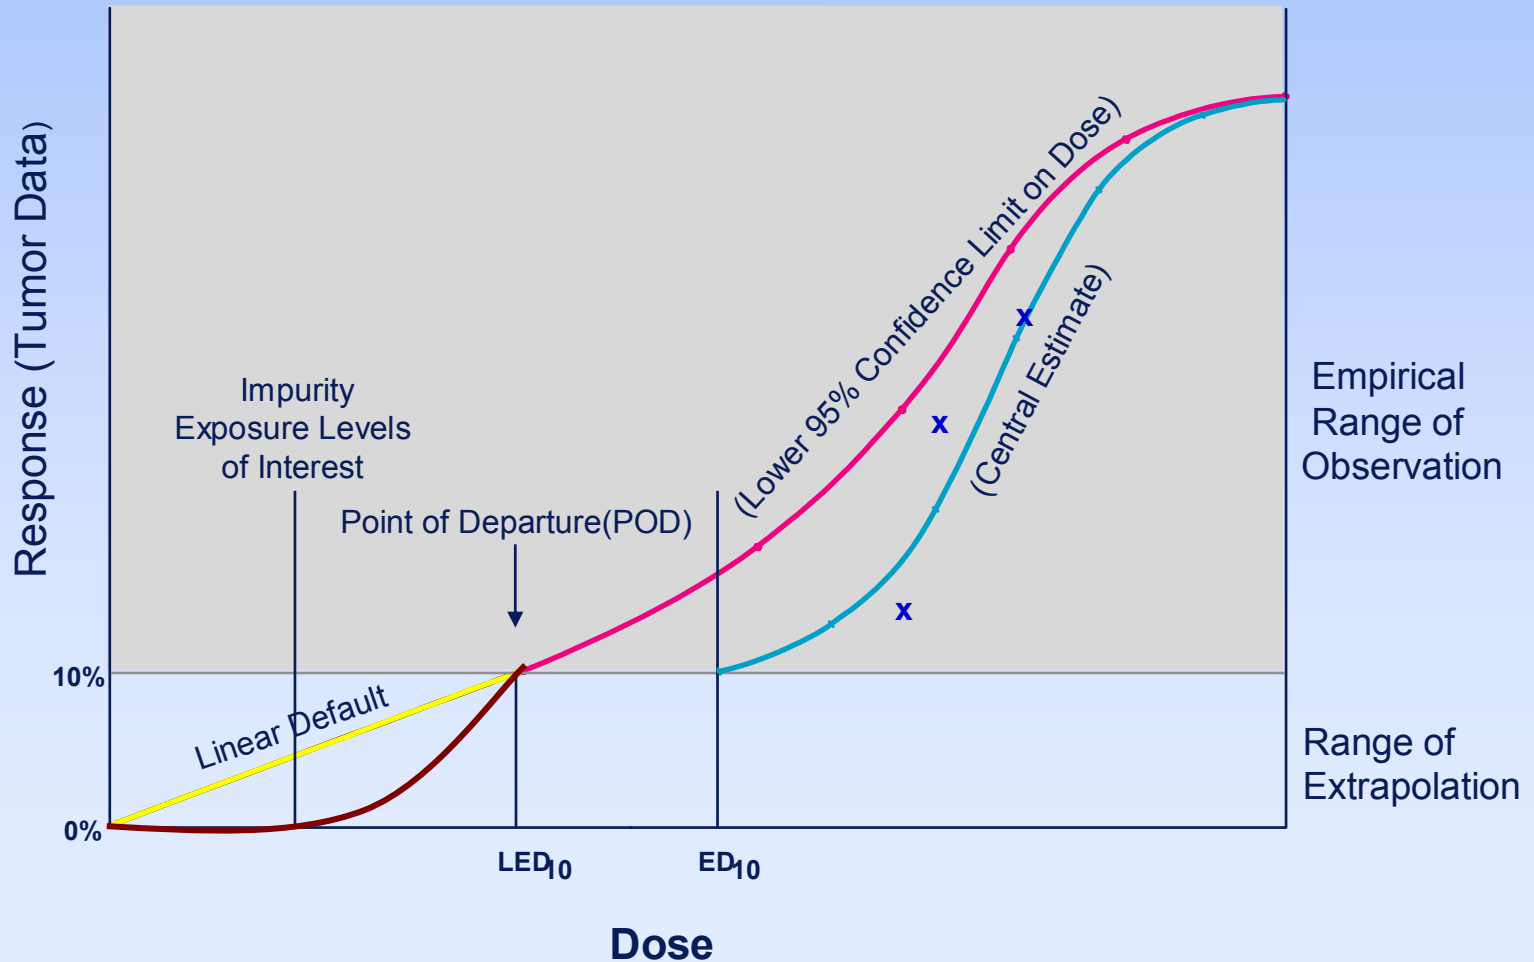 Response (Tumor Data)
Impurity
Exposure Levels
of Interest
Point of Departure(POD)
(Lower 95% Confidence Limit on Dose)
(Central Estimate)
x
x
x
Empirical
Range of
Observation
10%
Linear Default
Range of
Extrapolation
0%
LED10
ED10
Dose